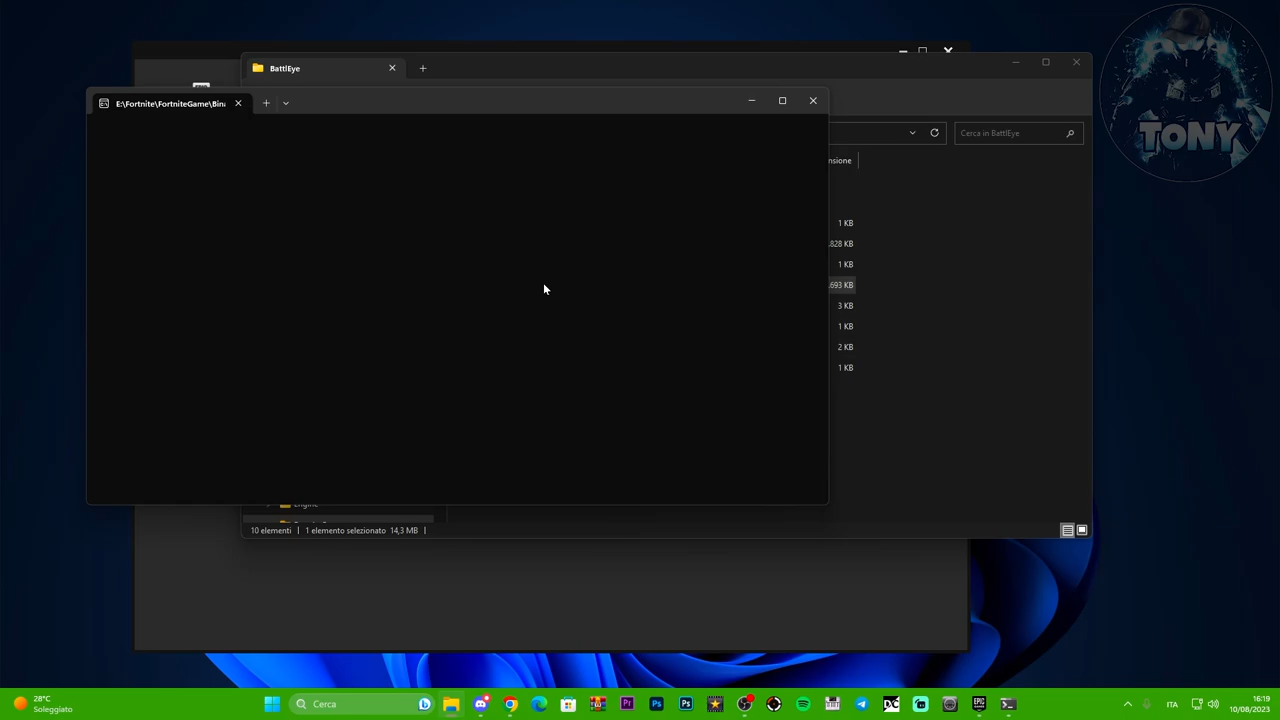 BattlEye
E:\Fortnite\FortniteGame\Bina
Cerca in BattlEye
nsione
1 KB
.828 KB
1 KB
.693 KB
3 KB
1 KB
2 KB
1 KB
10 elementi
1 elemento selezionato 14,3 MB
TONY
28°C
Soleggiato
Cerca
ITA
16:19
10/08/2023